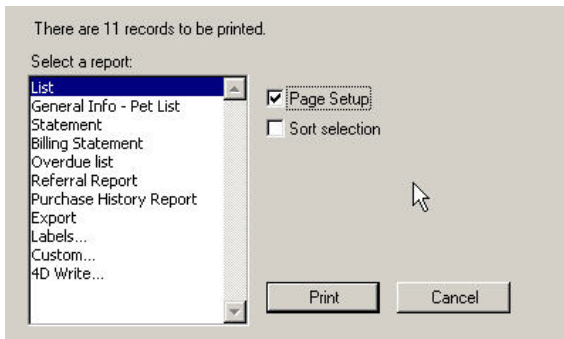 There are 11 records to be printed.
Select a report:
List
General Info - Pet List
Statement
Billing Statement
Overdue list
Referral Report
Purchase History Report
Export
Labels...
Custom...
4D Write...
Page Setup
Sort selection
Print
Cancel